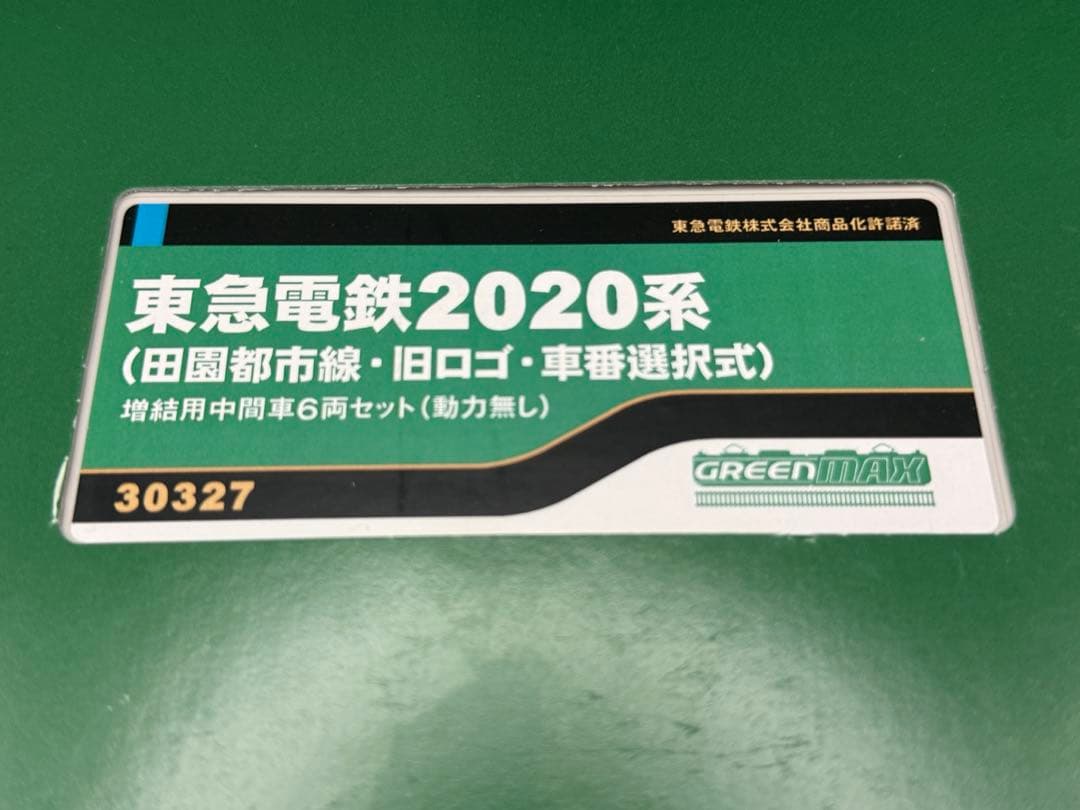 東急電鉄株式会社商品化許諾済
東急電鉄2020系
(田園都市線・旧ロゴ・車番選択式)
増結用中間車6両セット(動力無し)
30327
GREENMAX